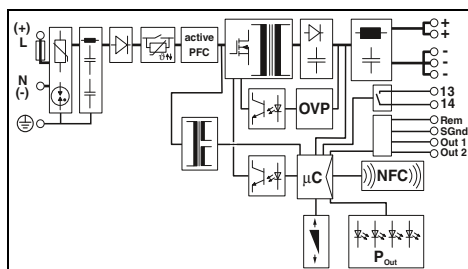 (+)
L
N
(-)
active
PFC
ϑ
OVP
+
+
-
-
-
13
14
Rem
SGnd
Out 1
Out 2
µC
NFC
P Out